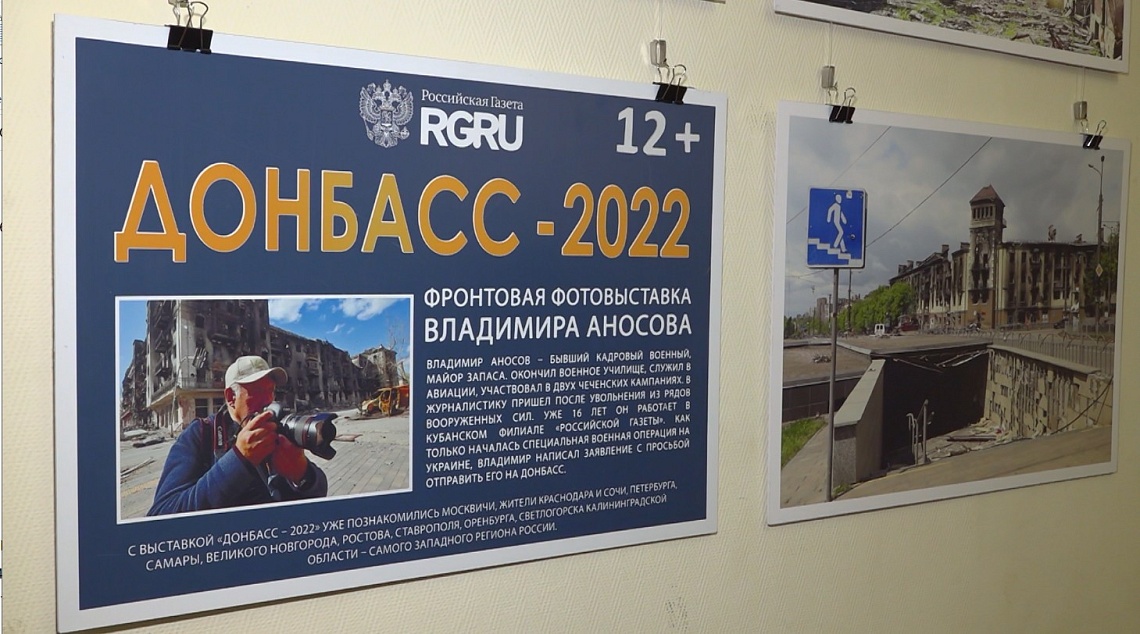 Российская Газета
RGRU
12+
ДОНБАСС -2022
ФРОНТОВАЯ ФОТОВЫСТАВКА
ВЛАДИМИРА АНОСОВА
ВЛАДИМИР АНОСОВ – БЫВШИЙ КАДРОВЫЙ ВОЕННЫЙ,
МАЙОР ЗАПАСА. ОКОНЧИЛ ВОЕННОЕ УЧИЛИЩЕ, СЛУЖИЛ В
АВИАЦИИ, УЧАСТВОВАЛ В ДВУХ ЧЕЧЕНСКИХ КАМПАНИЯХ. В
ЖУРНАЛИСТИКУ ПРИШЕЛ ПОСЛЕ УВОЛЬНЕНИЯ ИЗ РЯДОВ
ВООРУЖЕННЫХ СИЛ. УЖЕ 16 ЛЕТ ОН РАБОТАЕТ В
КУБАНСКОМ ФИЛИАЛЕ «РОССИЙСКОЙ ГАЗЕТЫ». КАК
ТОЛЬКО НАЧАЛАСЬ СПЕЦИАЛЬНАЯ ВОЕННАЯ ОПЕРАЦИЯ НА
УКРАИНЕ, ВЛАДИМИР НАПИСАЛ ЗАЯВЛЕНИЕ С ПРОСЬБОЙ
ОТПРАВИТЬ ЕГО НА ДОНБАСС.
С ВЫСТАВКОЙ «ДОНБАСС – 2022» УЖЕ ПОЗНАКОМИЛИСЬ МОСКВИЧИ, ЖИТЕЛИ КРАСНОДАРА И СОЧИ, ПЕТЕРБУРГА,
САМАРЫ, ВЕЛИКОГО НОВГОРОДА, РОСТОВА, СТАВРОПОЛЯ, ОРЕНБУРГА, СВЕТЛОГОРСКА КАЛИНИНГРАДСКОЙ
ОБЛАСТИ – САМОГО ЗАПАДНОГО РЕГИОНА РОССИИ.